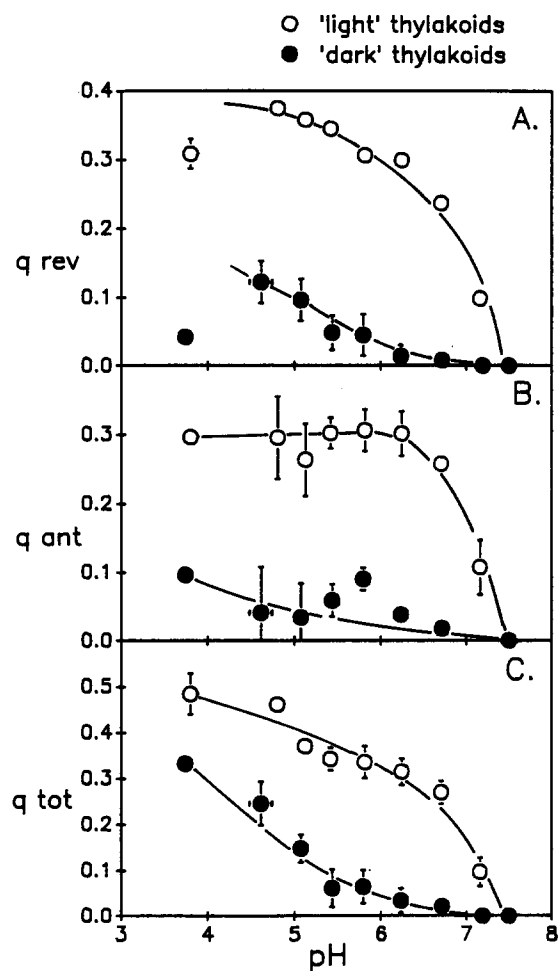 'light' thylakoids
'dark' thylakoids
A.
0.4
0.3
0.2
0.1
0.0
q rev
B.
0.3
0.2
0.1
0.0
q ant
C.
0.5
0.4
0.3
0.2
0.1
0.0
q tot
3 4 5 6 7 8
pH